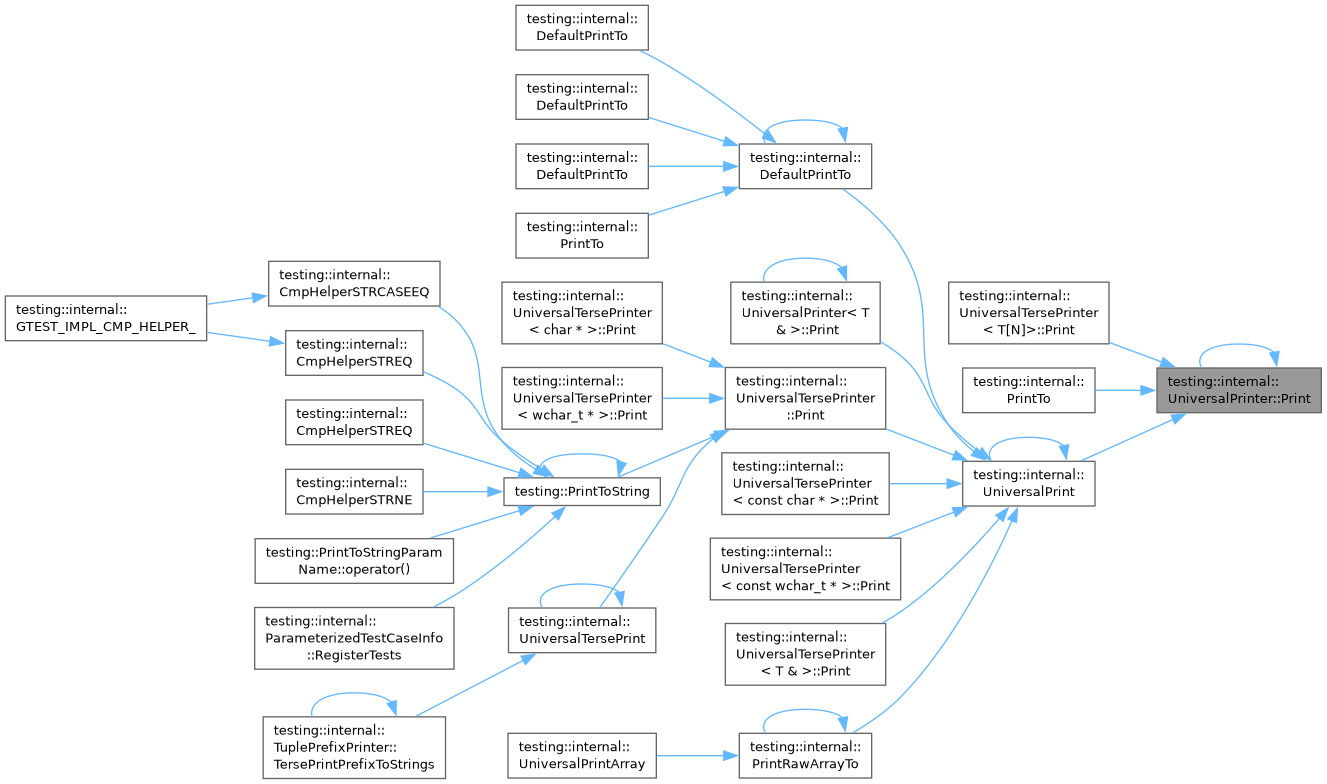 testing::internal::
DefaultPrintTo
testing::internal::
DefaultPrintTo
testing::internal::
DefaultPrintTo
testing::internal::
PrintTo
testing::internal::
DefaultPrintTo
testing::internal::
GTEST_IMPL_CMP_HELPER_
testing::internal::
CmpHelperSTRCASEEQ
testing::internal::
CmpHelperSTREQ
testing::internal::
CmpHelperSTREQ
testing::internal::
CmpHelperSTRNE
testing::PrintToStringParam
Name::operator()
testing::internal::
ParameterizedTestCaseInfo
::RegisterTests
testing::internal::
TuplePrefixPrinter::
TersePrintPrefixToStrings
testing::internal::
UniversalTersePrinter
< char * >::Print
testing::internal::
UniversalTersePrinter
< wchar_t * >::Print
testing::PrintToString
testing::internal::
UniversalTersePrint
testing::internal::
UniversalPrintArray
testing::internal::
UniversalPrinter< T
& >::Print
testing::internal::
UniversalTersePrinter
::Print
testing::internal::
UniversalTersePrinter
< const char * >::Print
testing::internal::
UniversalTersePrinter
< const wchar_t * >::Print
testing::internal::
UniversalTersePrinter
< T & >::Print
testing::internal::
PrintRawArrayTo
testing::internal::
UniversalTersePrinter
< T[N]>::Print
testing::internal::
PrintTo
testing::internal::
UniversalPrint
testing::internal::
UniversalPrinter::Print